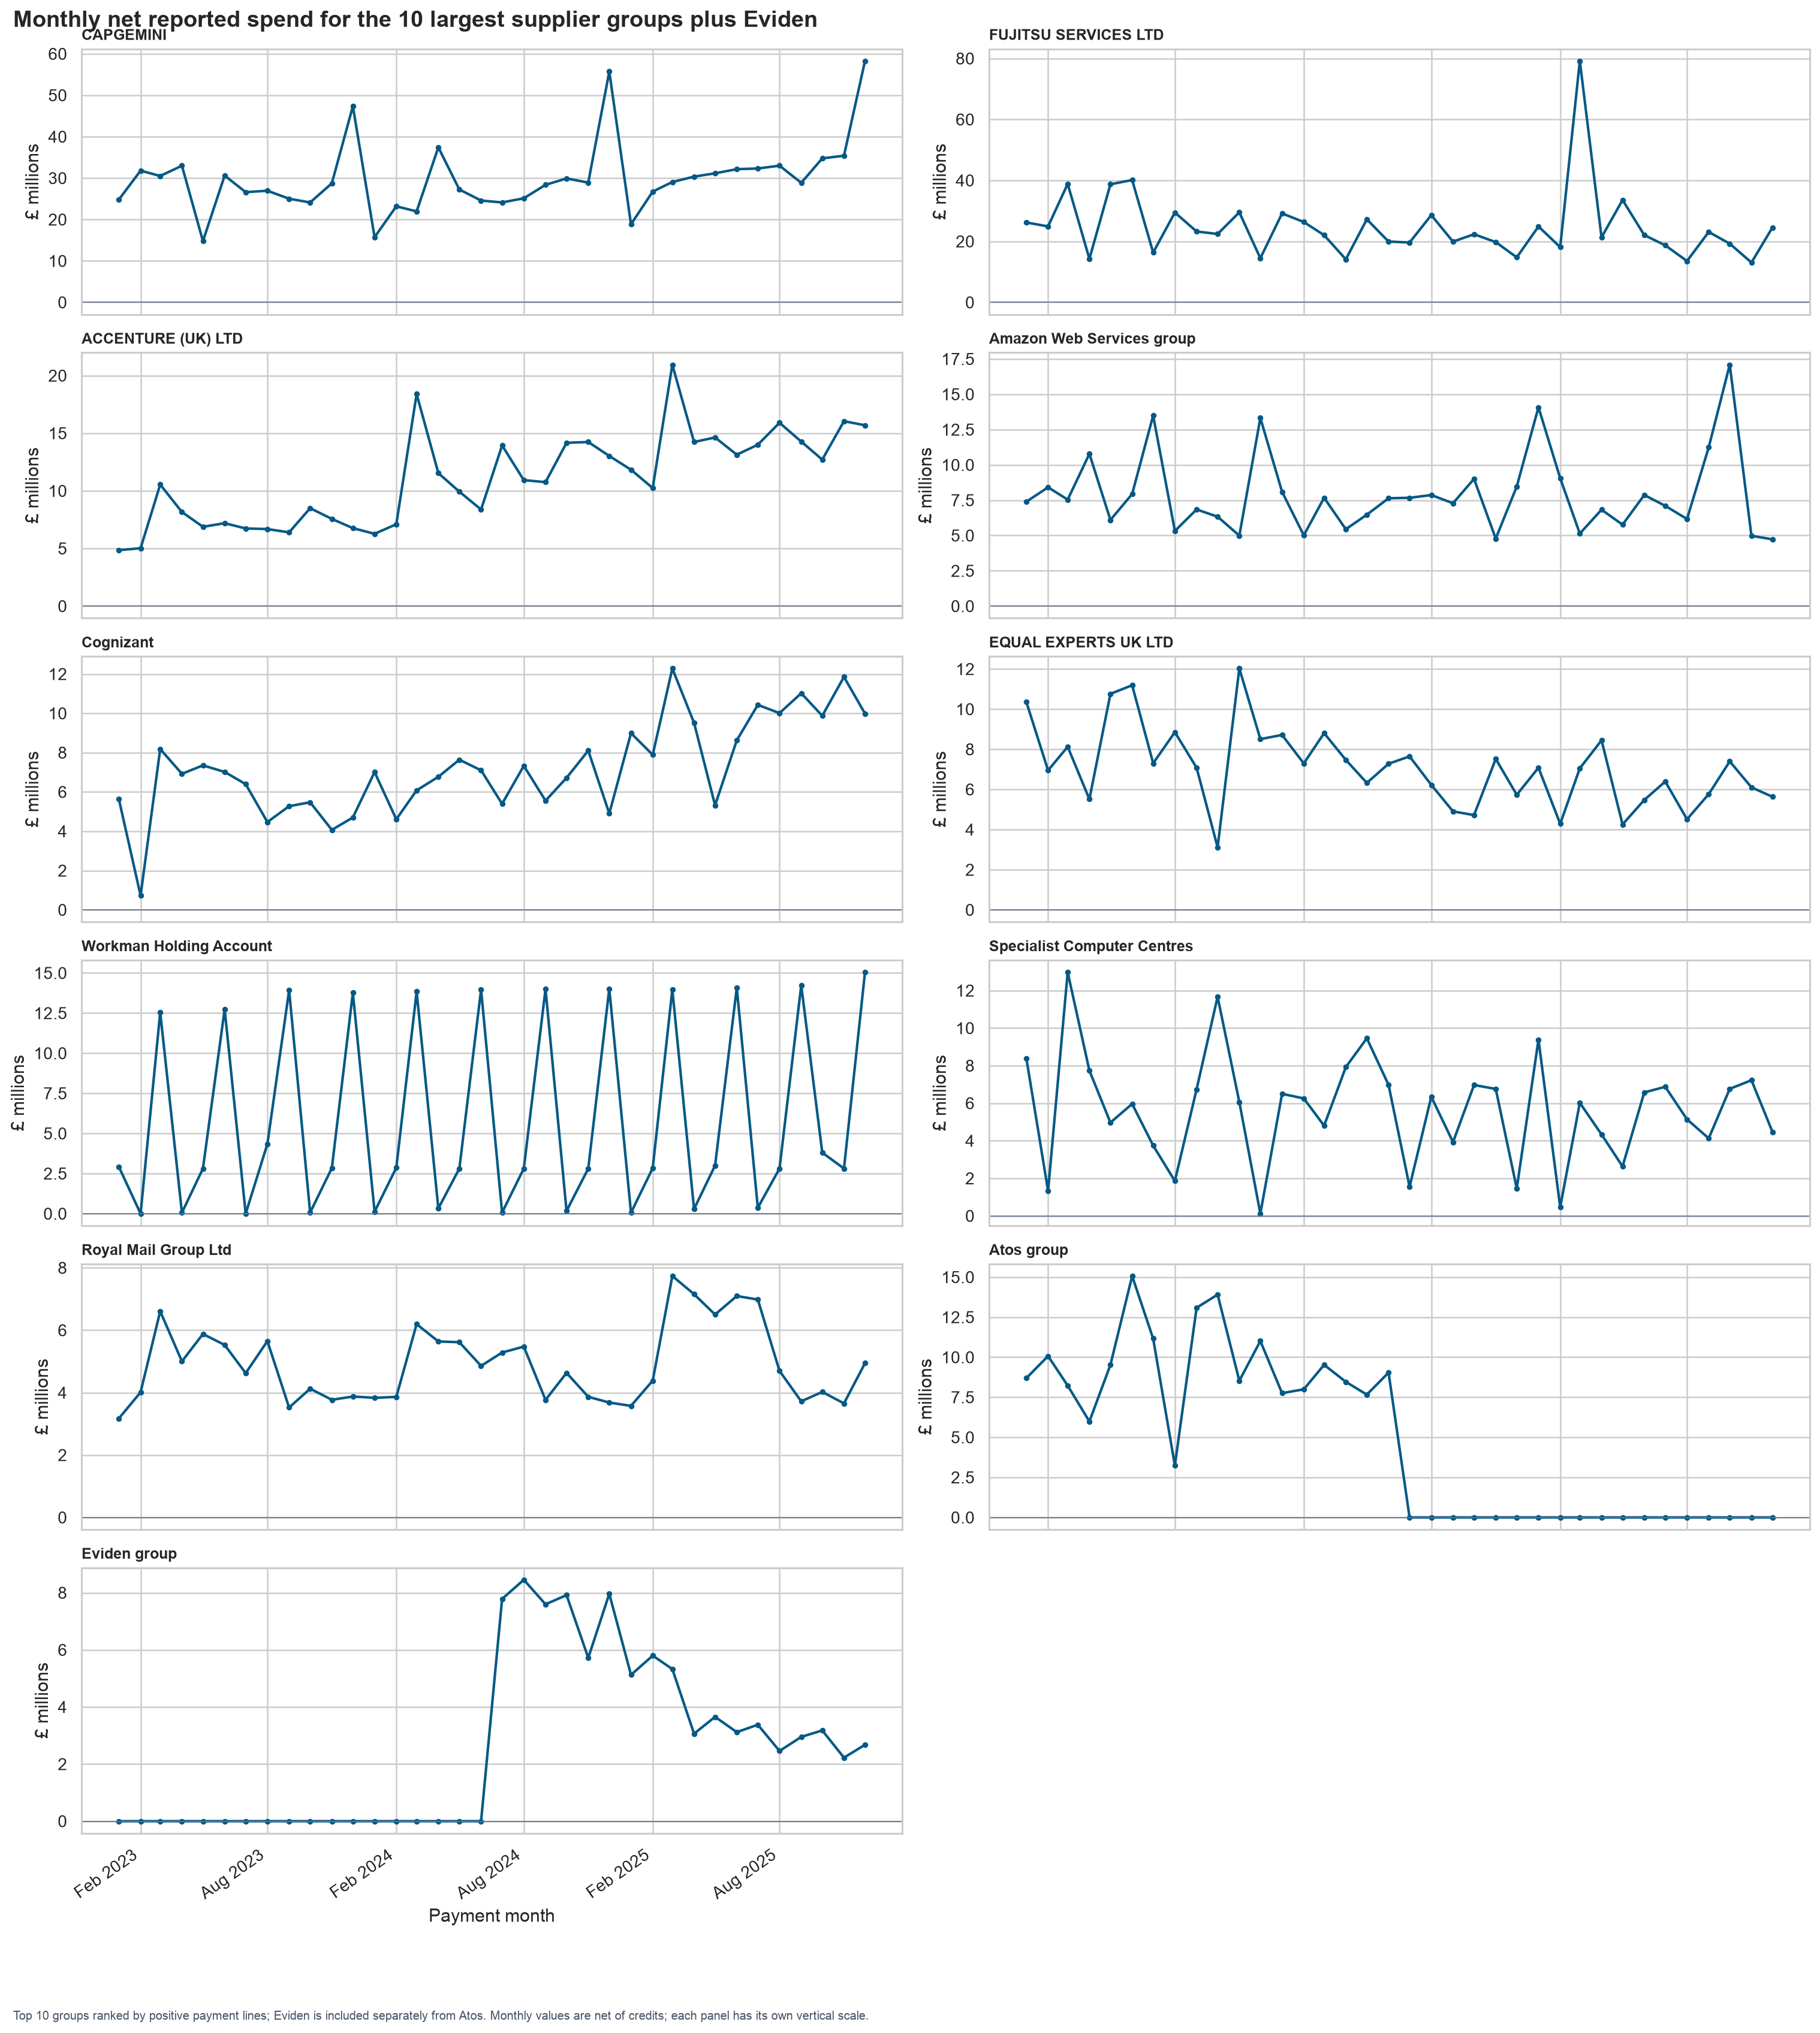 Monthly net reported spend for the 10 largest supplier groups plus Eviden
CAPGEMINI
60
50
40
30
20
10
0
£ millions
FUJITSU SERVICES LTD
80
60
40
20
0
£ millions
ACCENTURE (UK) LTD
20
15
10
5
0
£ millions
Amazon Web Services group
17.5
15.0
12.5
10.0
7.5
5.0
2.5
0.0
£ millions
Cognizant
12
10
8
6
4
2
0
£ millions
EQUAL EXPERTS UK LTD
12
10
8
6
4
2
0
£ millions
Workman Holding Account
15.0
12.5
10.0
7.5
5.0
2.5
0.0
£ millions
Specialist Computer Centres
12
10
8
6
4
2
0
£ millions
Royal Mail Group Ltd
8
6
4
2
0
£ millions
Atos group
15.0
12.5
10.0
7.5
5.0
2.5
0.0
£ millions
Eviden group
8
6
4
2
0
£ millions
Feb 2023
Aug 2023
Feb 2024
Aug 2024
Feb 2025
Aug 2025
Payment month
Top 10 groups ranked by positive payment lines; Eviden is included separately from Atos. Monthly values are net of credits; each panel has its own vertical scale.